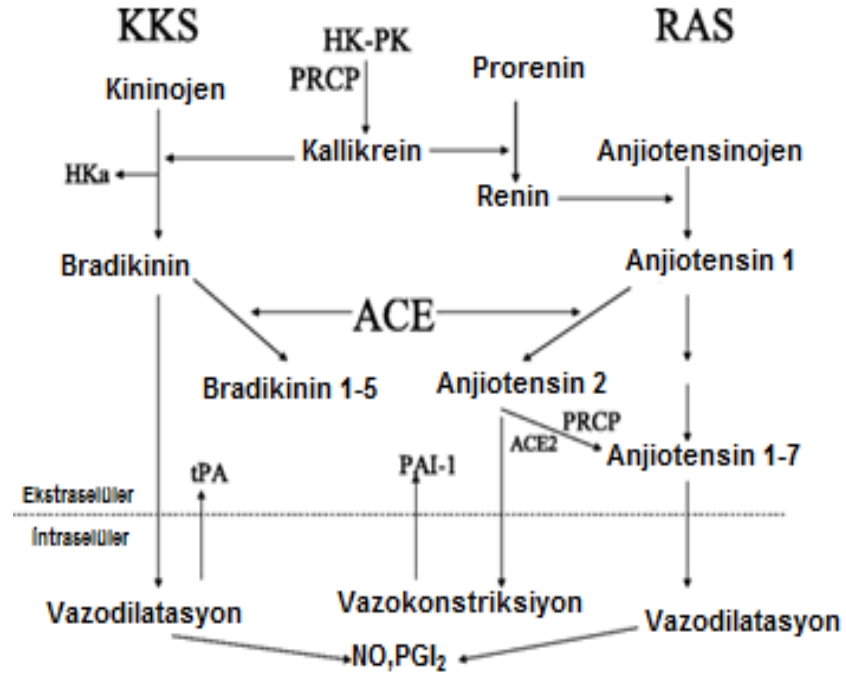 KKS
RAS
HK-PK
PRCP
Prorenin
Kininojen
Kallikrein
Anjiotensinojen
HKa
Renin
Bradikinin
Anjiotensin 1
ACE
Bradikinin 1-5
Anjiotensin 2
PRCP
ACE2
Anjiotensin 1-7
tPA
PAI-1
Ekstraselüler
İntraselüler
Vazodilatasyon
Vazokonstriksiyon
Vazodilatasyon
NO,PGI₂